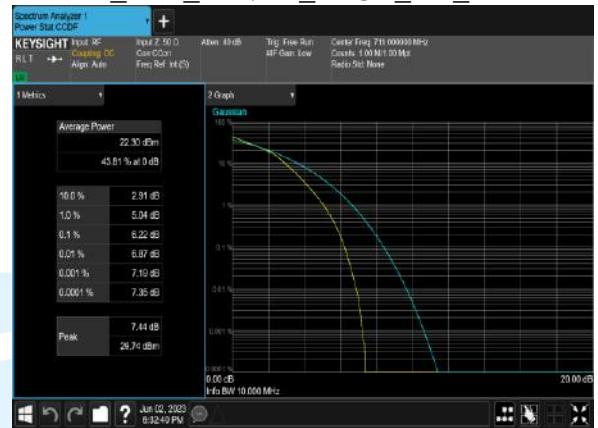 Spectrum Analyzer 1
Power Stat CCDF
+
KEYSIGHT Input: RF Input Z: 50 Ω Atten: 40 dB Trig: Free Run Center Freq: 711.000000 MHz
RLT Coupling: DC Corr CCorr #IF Gain: Low Counts: 1.00 M/1.00 Mpt
Align: Auto Freq Ref: Int (S) Radio Std: None
1 Metrics
2 Graph
Gaussian
Average Power
22.30 dBm
43.81 % at 0 dB
10.0 % 2.91 dB
1.0 % 5.04 dB
0.1 % 6.22 dB
0.01 % 6.87 dB
0.001 % 7.19 dB
0.0001 % 7.35 dB
Peak
7.44 dB
29.74 dBm
100 %
10 %
1 %
0.1 %
0.01 %
0.001 %
0.0001 %
0.00 dB 20.00 dB
Info BW 10.000 MHz
?
Jun 02, 2023
6:32:40 PM